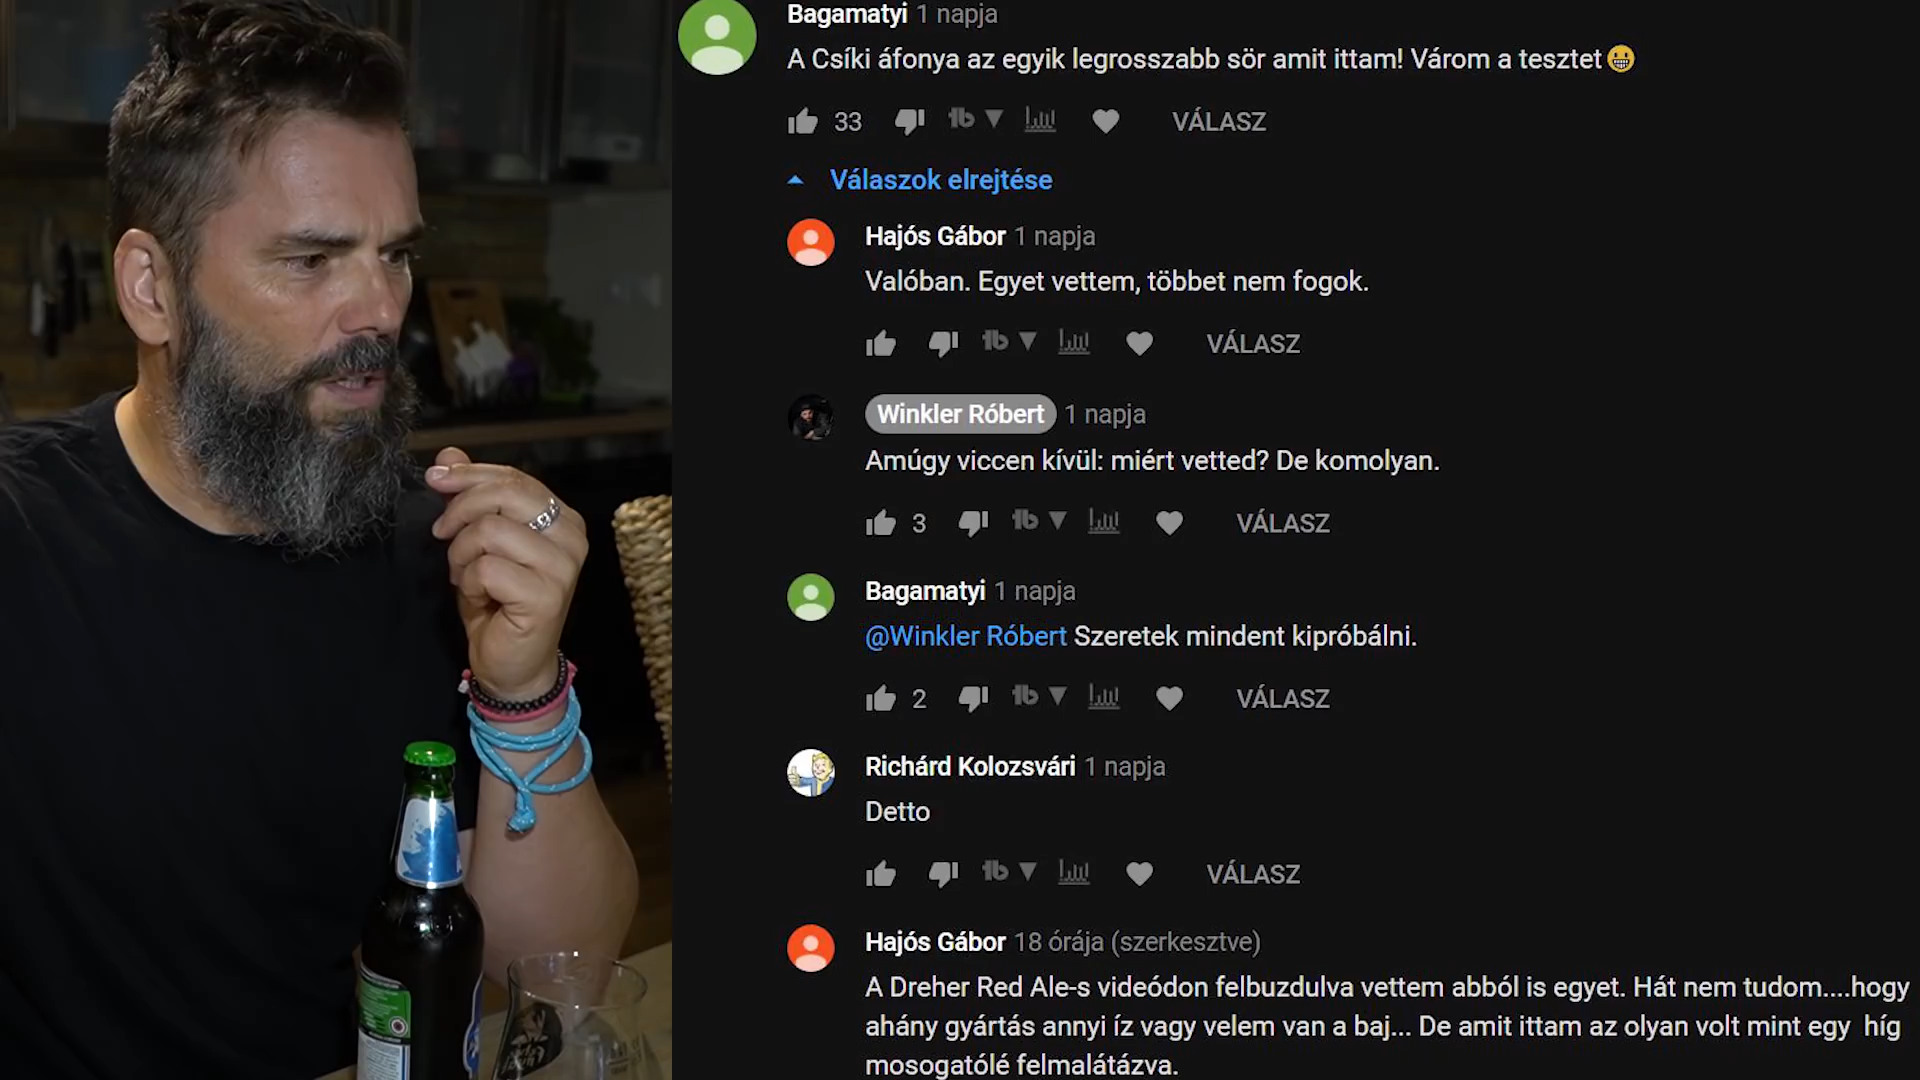 Bagamatyi 1 napja
A Csíki áfonya az egyik legrosszabb sör amit ittam! Várom a tesztet😁
33 VÁLASZ
Válaszok elrejtése
Hajós Gábor 1 napja
Valóban. Egyet vettem, többet nem fogok.
VÁLASZ
Winkler Róbert 1 napja
Amúgy viccen kívül: miért vetted? De komolyan.
3 VÁLASZ
Bagamatyi 1 napja
@Winkler Róbert Szeretek mindent kipróbálni.
2 VÁLASZ
Richárd Kolozsvári 1 napja
Detto
VÁLASZ
Hajós Gábor 18 órája (szerkesztve)
A Dreher Red Ale-s videódon felbuzdulva vettem abból is egyet. Hát nem tudom....hogy
ahány gyártás annyi íz vagy velem van a baj... De amit ittam az olyan volt mint egy híg
mosogatólé felmalátázva.